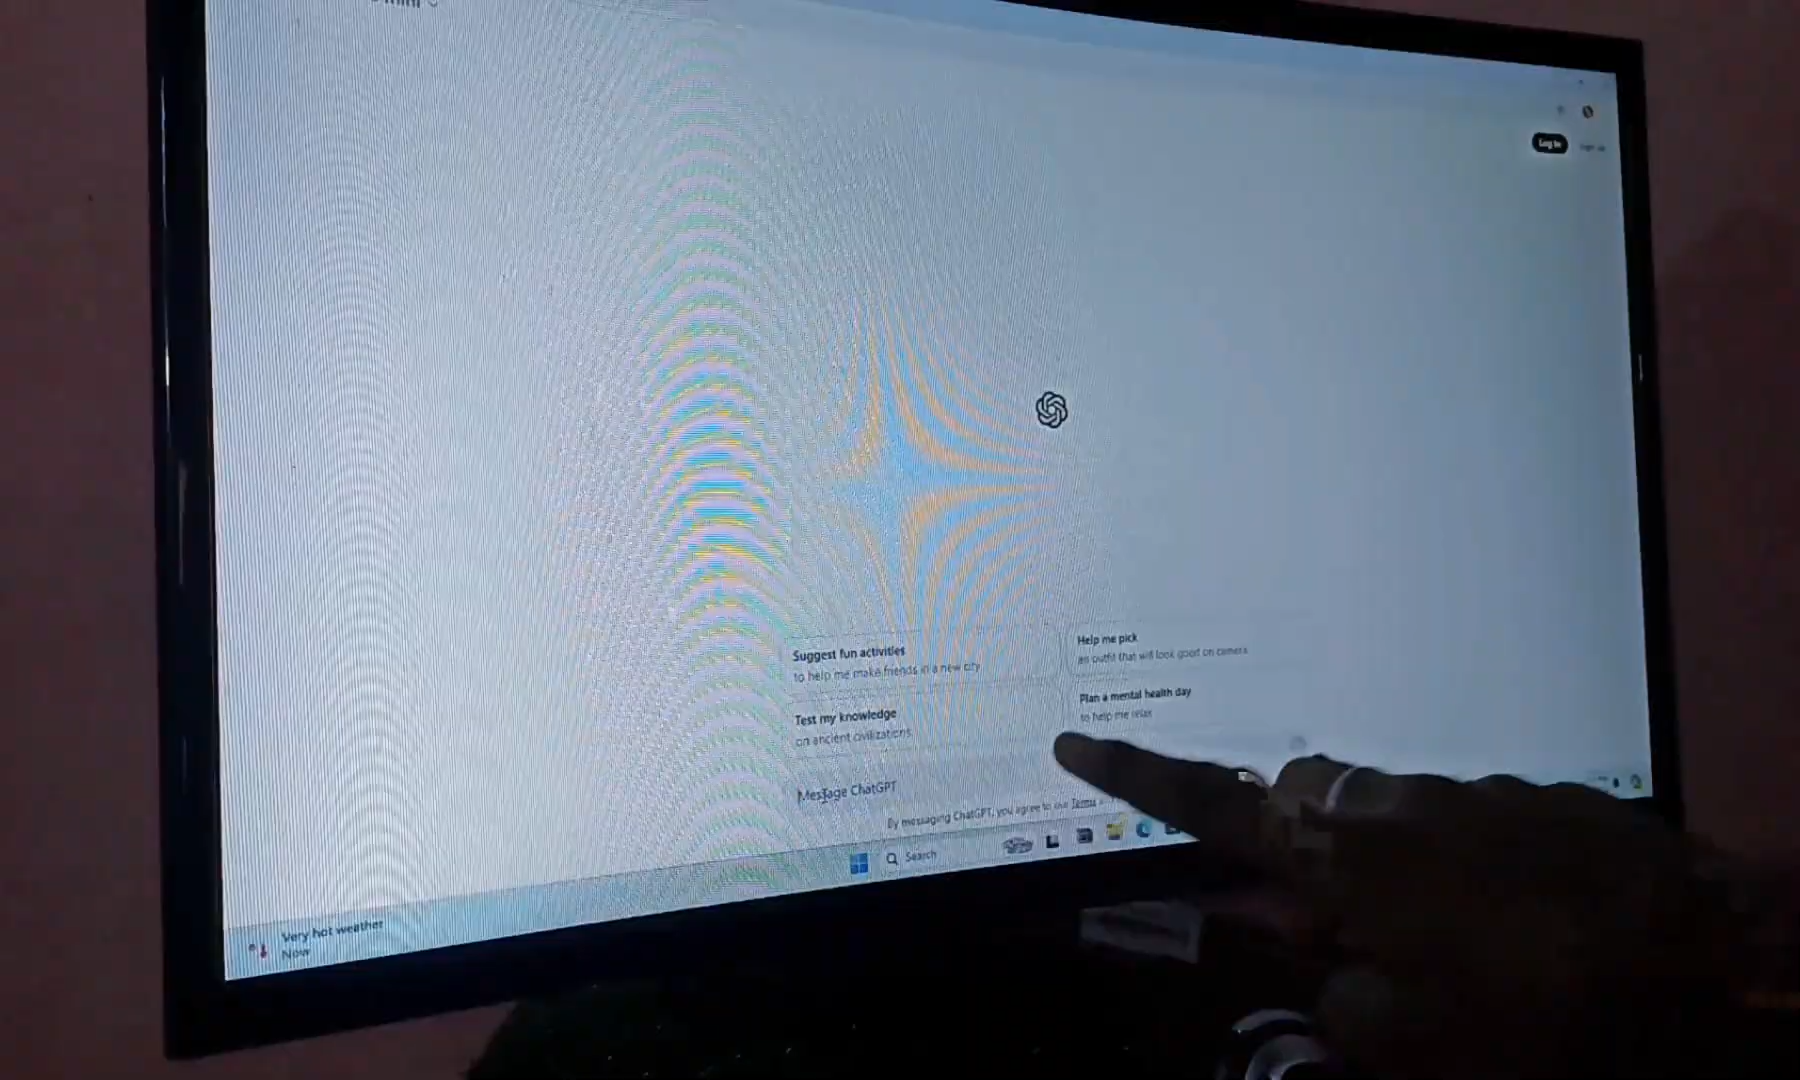 mini
Log in
Suggest fun activities
to help me make friends in a new city
Help me pick
an outfit that will look good on camera
Test my knowledge
on ancient civilizations
Plan a mental health day
to help me relax
Message ChatGPT
By messaging ChatGPT, you agree to our Terms
Search
Very hot weather
Now